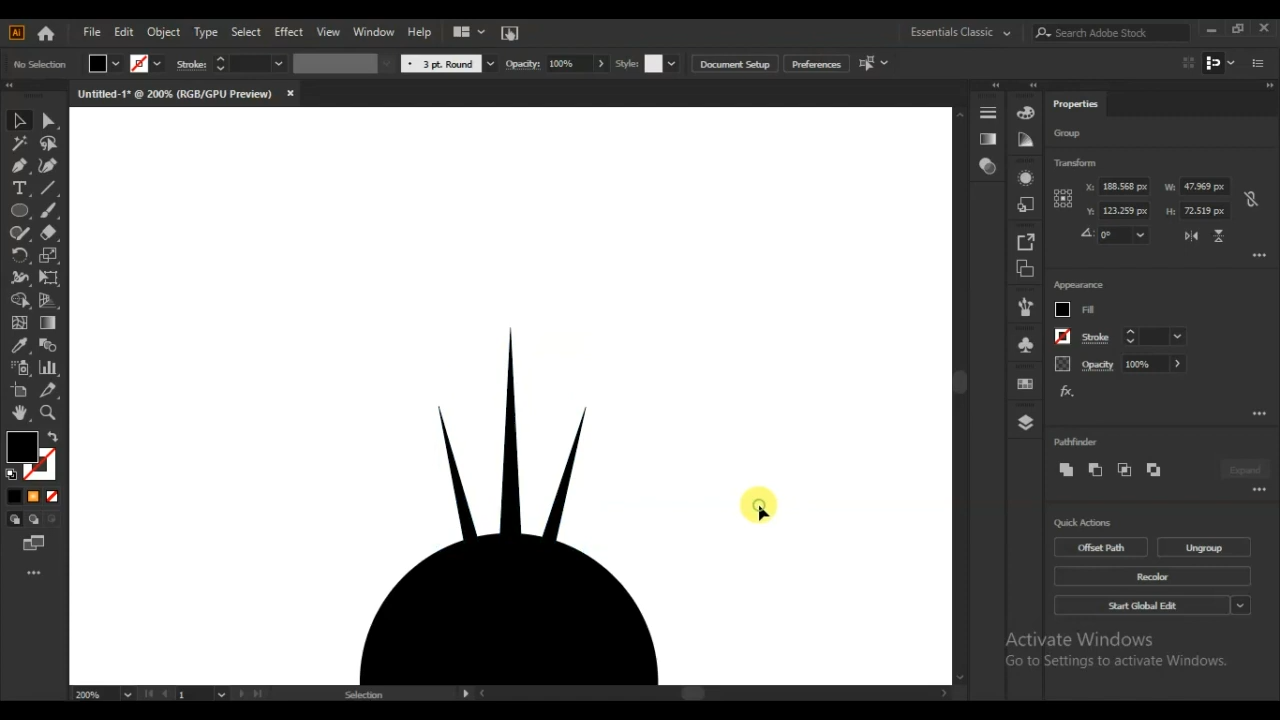 Ai File Edit Object Type Select Effect View Window Help Essentials Classic Search Adobe Stock
No Selection Stroke: 3 pt. Round Opacity: 100% Style: Document Setup Preferences
Untitled-1* @ 200% (RGB/GPU Preview)
Properties
Group
Transform
X: 188.568 px W: 47.969 px
Y: 123.259 px H: 72.519 px
0°
Appearance
Fill
Stroke
Opacity 100%
fx.
Pathfinder
Expand
Quick Actions
Offset Path Ungroup
Recolor
Start Global Edit
Activate Windows
Go to Settings to activate Windows.
200% 1 Selection